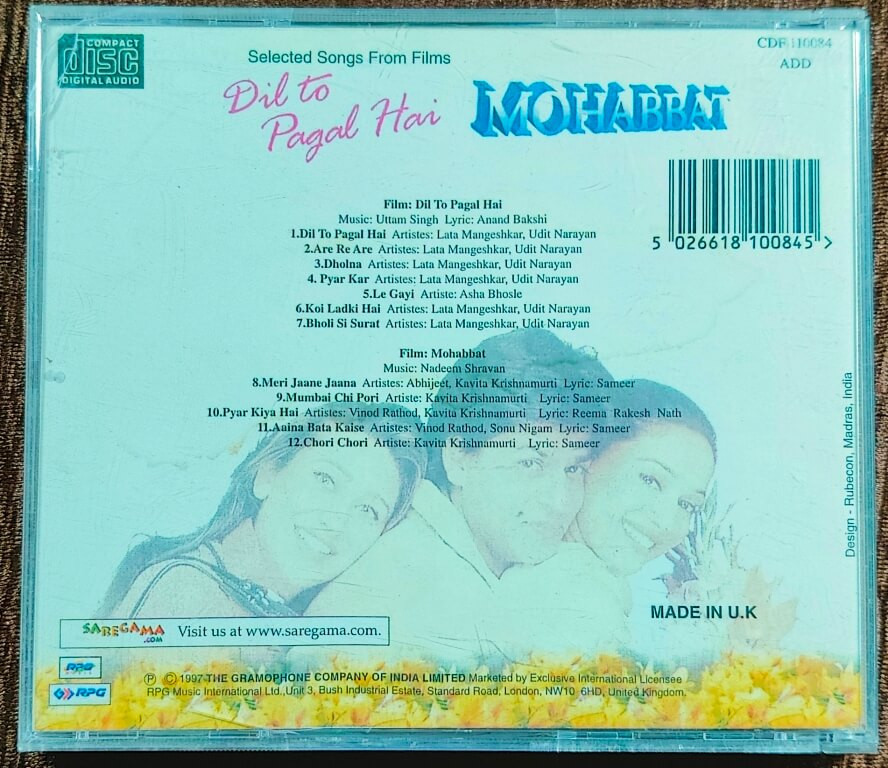 COMPACT
disc
DIGITAL AUDIO
CDF 110084
ADD
Selected Songs From Films
Dil to
Pagal Hai
MOHABBAT
5 026618 100845 >
Film: Dil To Pagal Hai
Music: Uttam Singh Lyric: Anand Bakshi
1.Dil To Pagal Hai Artistes: Lata Mangeshkar, Udit Narayan
2.Are Re Are Artistes: Lata Mangeshkar, Udit Narayan
3.Dholna Artistes: Lata Mangeshkar, Udit Narayan
4. Pyar Kar Artistes: Lata Mangeshkar, Udit Narayan
5.Le Gayi Artiste: Asha Bhosle
6.Koi Ladki Hai Artistes: Lata Mangeshkar, Udit Narayan
7.Bholi Si Surat Artistes: Lata Mangeshkar, Udit Narayan
Film: Mohabbat
Music: Nadeem Shravan
8.Meri Jaane Jaana Artistes: Abhijeet, Kavita Krishnamurti Lyric: Sameer
9.Mumbai Chi Pori Artiste: Kavita Krishnamurti Lyric: Sameer
10.Pyar Kiya Hai Artistes: Vinod Rathod, Kavita Krishnamurti Lyric: Reema Rakesh Nath
11.Aaina Bata Kaise Artistes: Vinod Rathod, Sonu Nigam Lyric: Sameer
12.Chori Chori Artiste: Kavita Krishnamurti Lyric: Sameer
Design - Rubecon, Madras, India
MADE IN U.K
SAREGAMA
.COM
Visit us at www.saregama.com.
RPG
RPG
Ⓟ © 1997 THE GRAMOPHONE COMPANY OF INDIA LIMITED Marketed by Exclusive International Licensee
RPG Music International Ltd.,Unit 3, Bush Industrial Estate, Standard Road, London, NW10 6HD, United Kingdom.